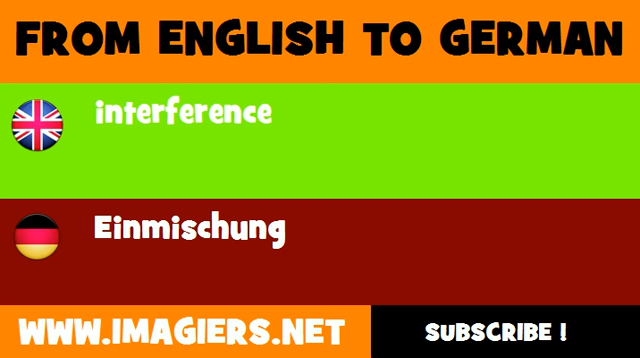 FROM ENGLISH TO GERMAN
interference
Einmischung
WWW.IMAGIERS.NET
SUBSCRIBE !